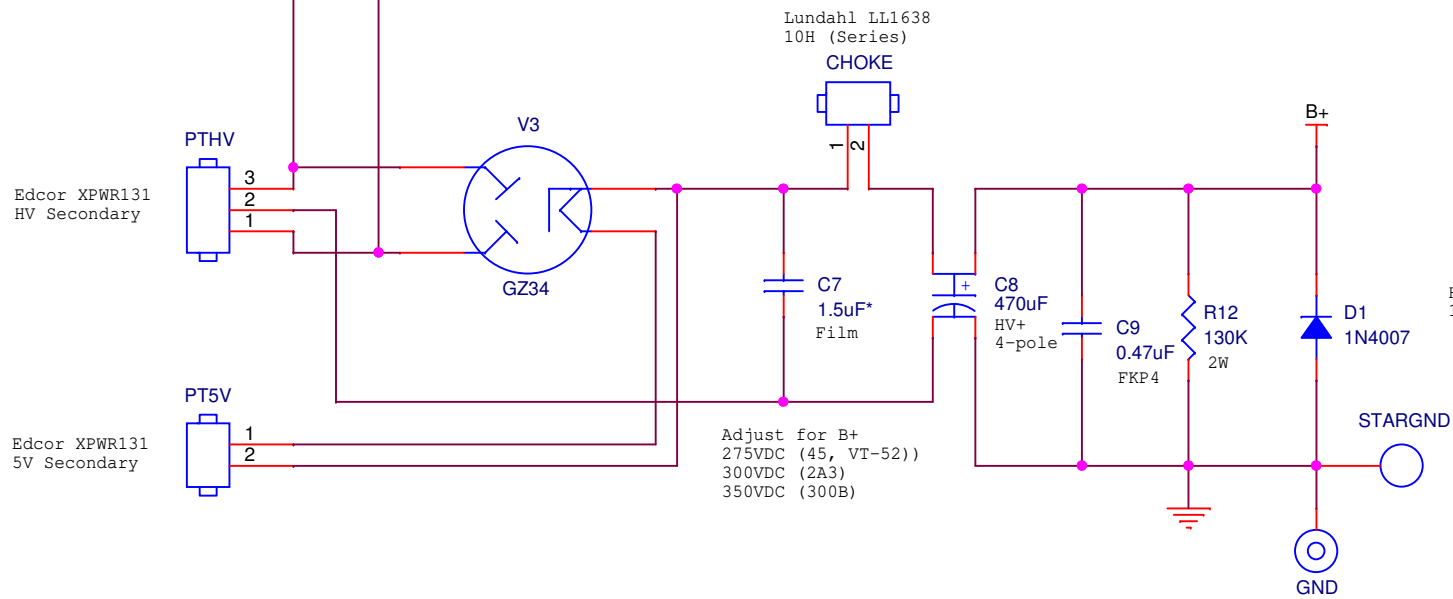 Lundahl LL1638
10H (Series)
CHOKE
1
2
B+
V3
PTHV
3
2
1
Edcor XPWR131
HV Secondary
GZ34
C7
1.5uF*
Film
+
C8
470uF
HV+
4-pole
C9
0.47uF
FKP4
R12
130K
2W
D1
1N4007
PT5V
1
2
Edcor XPWR131
5V Secondary
Adjust for B+
275VDC (45, VT-52))
300VDC (2A3)
350VDC (300B)
STARGND
GND